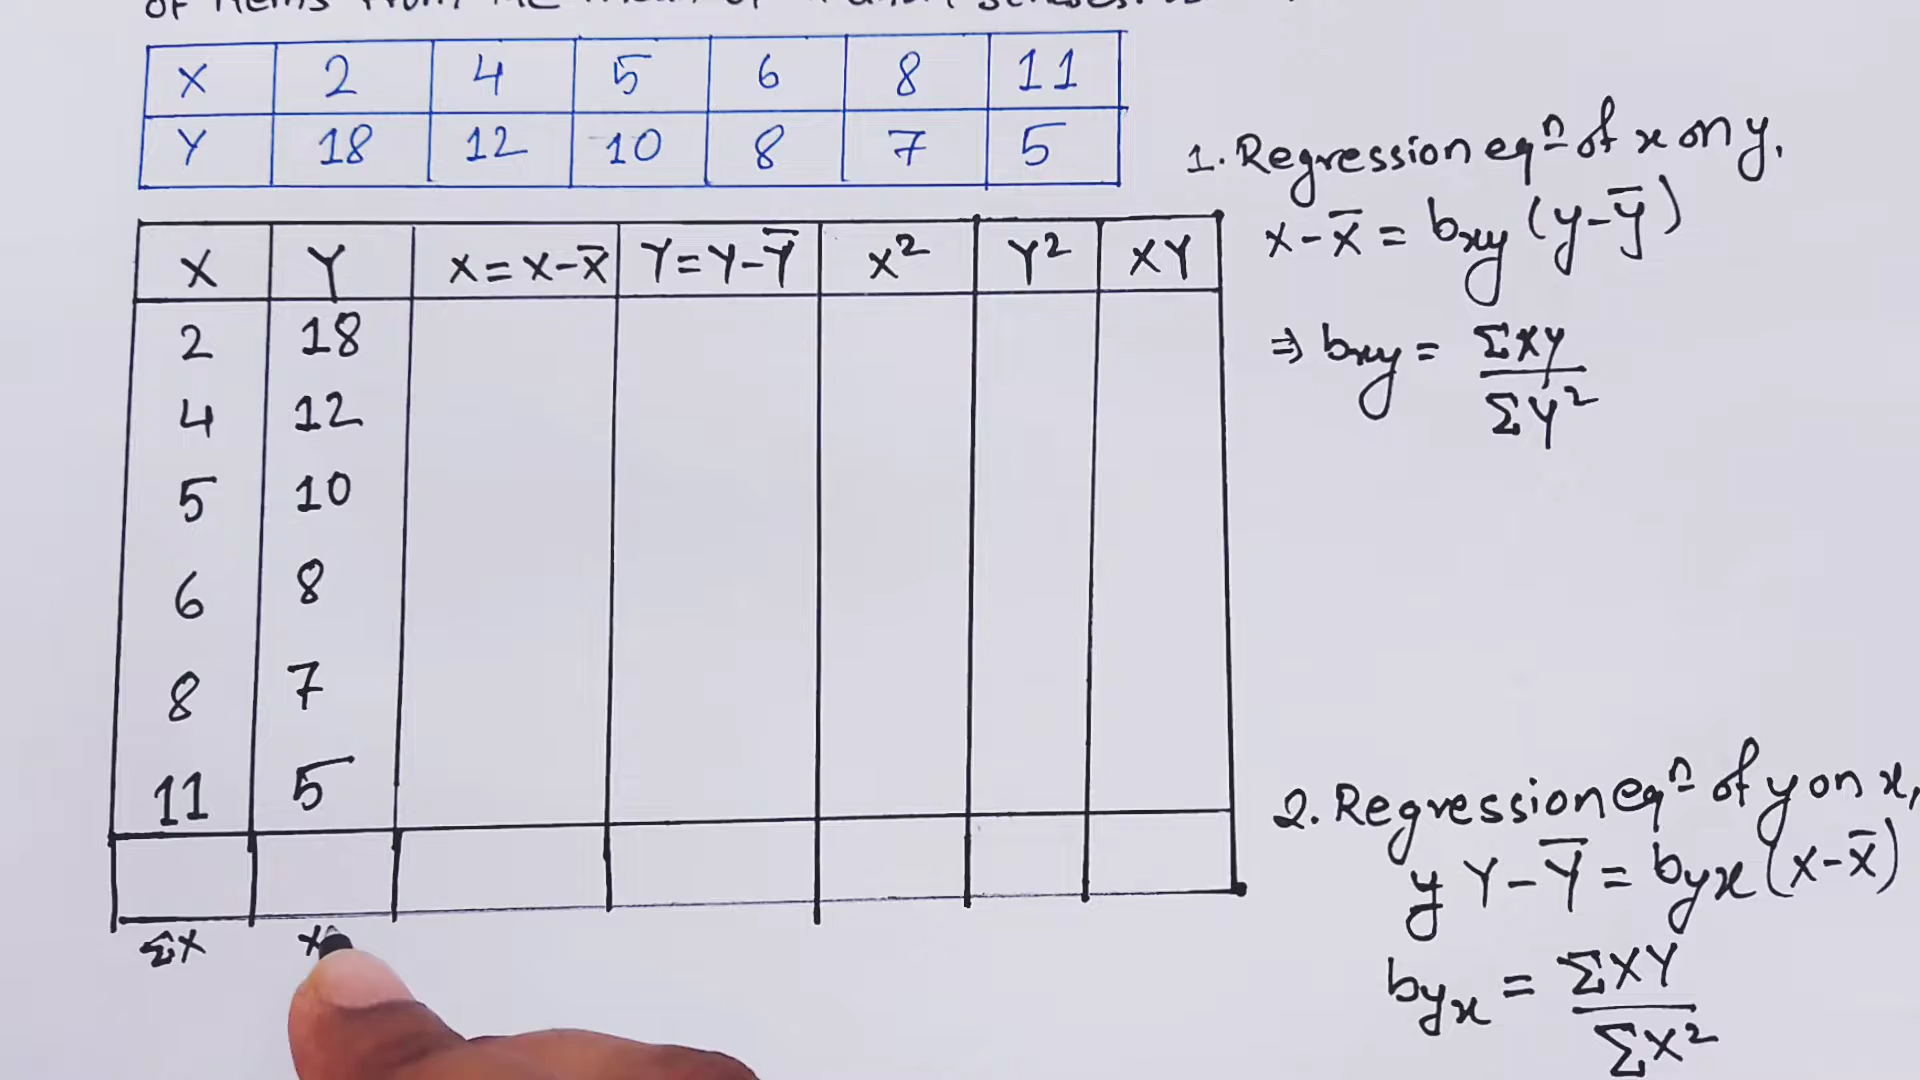 X 2 4 5 6 8 11
Y 18 12 10 8 7 5
X Y X=X-X̄ Y=Y-Ȳ X² Y² XY
2 18
4 12
5 10
6 8
8 7
11 5
ΣX
1. Regression eqⁿ of x on y,
X-X̄ = bxy (y-ȳ)
⇒ bxy = ΣXY
ΣY²
2. Regression eqⁿ of y on x,
y Y-Ȳ = byx (X-X̄)
byx = ΣXY
ΣX²